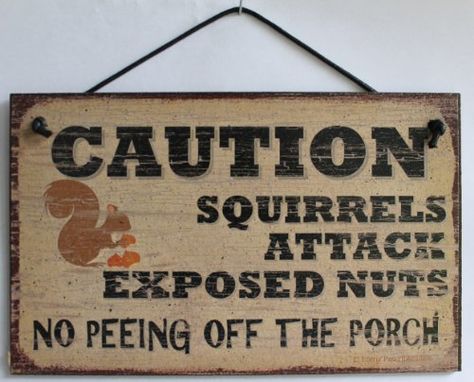 CAUTION
SQUIRRELS
ATTACK
EXPOSED NUTS
NO PEEING OFF THE PORCH